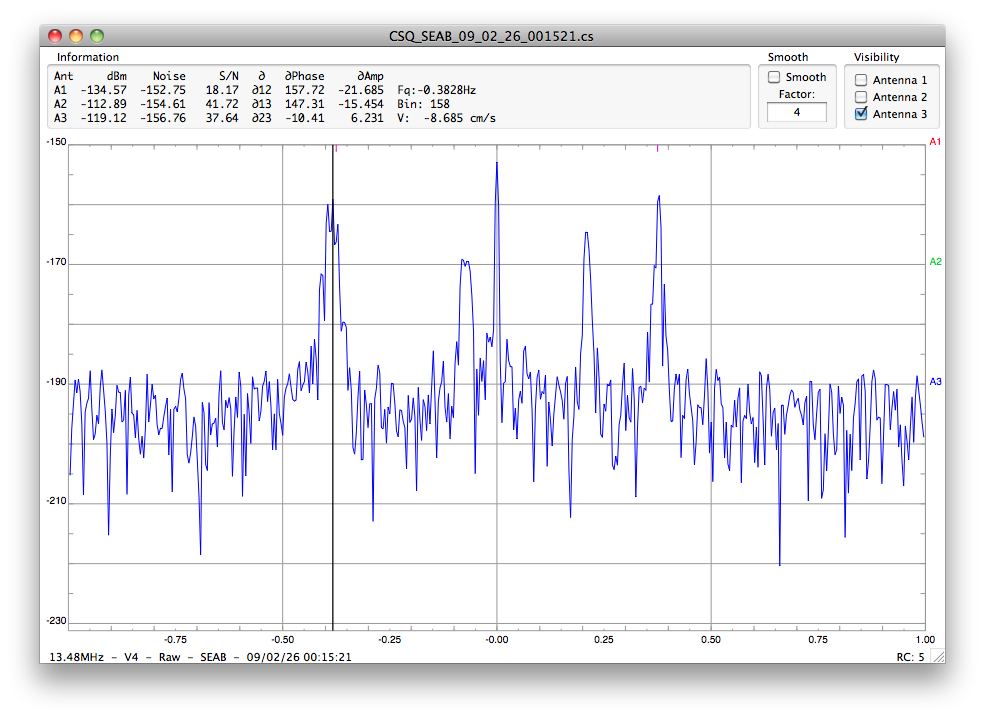 CSQ_SEAB_09_02_26_001521.cs
Information
Smooth
Visibility
Ant dBm Noise S/N ∂ ∂Phase ∂Amp
A1 -134.57 -152.75 18.17 ∂12 157.72 -21.685 Fq:-0.3828Hz
A2 -112.89 -154.61 41.72 ∂13 147.31 -15.454 Bin: 158
A3 -119.12 -156.76 37.64 ∂23 -10.41 6.231 V: -8.685 cm/s
Smooth
Factor:
4
Antenna 1
Antenna 2
Antenna 3
-150
A1
-170
A2
-190
A3
-210
-230
-0.75 -0.50 -0.25 -0.00 0.25 0.50 0.75 1.00
13.48MHz - V4 - Raw - SEAB - 09/02/26 00:15:21
RC: 5